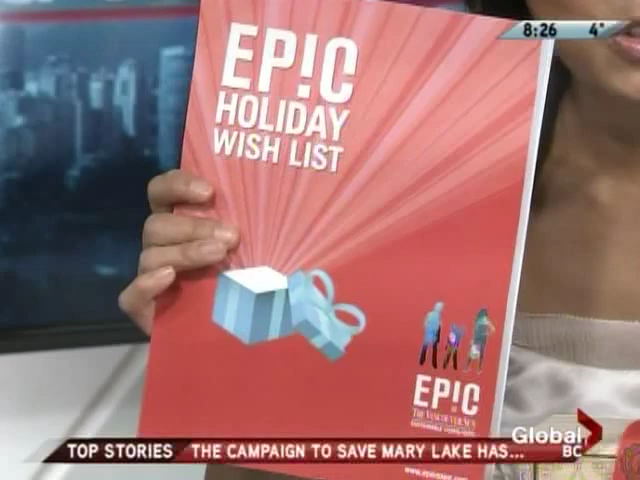 8:26 4°
EP!C
HOLIDAY
WISH LIST
EP!C
THE VANCOUVER SUN
TOP STORIES THE CAMPAIGN TO SAVE MARY LAKE HAS...
Global
BC